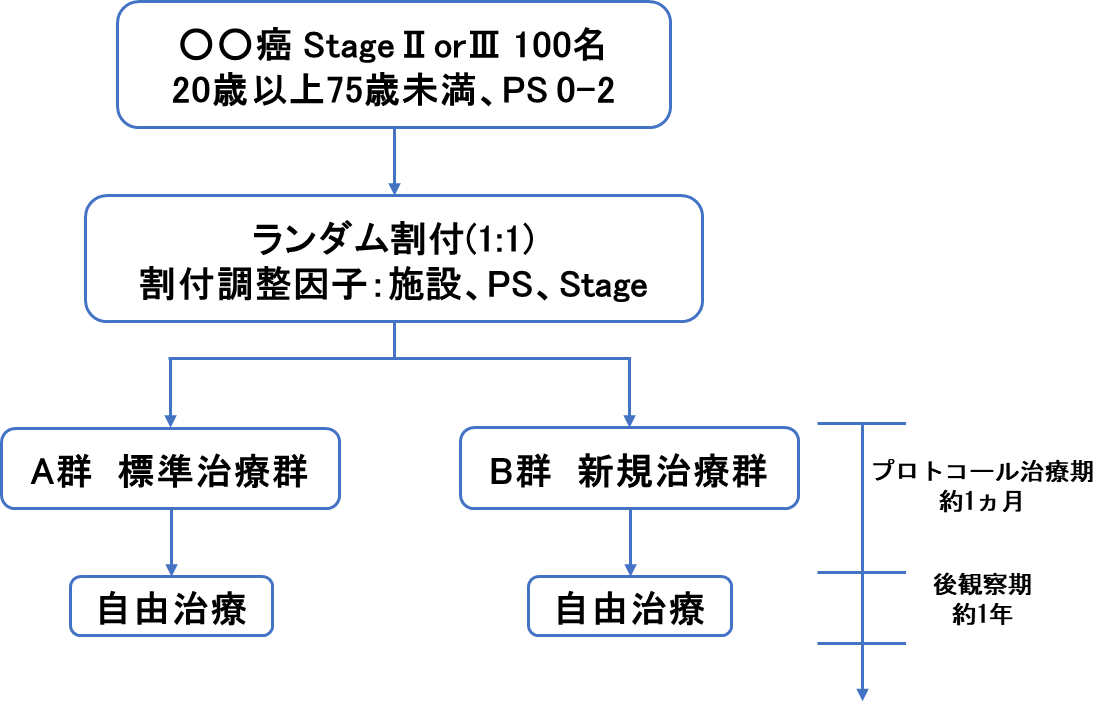 〇〇癌 StageⅡorⅢ 100名
20歳以上75歳未満、PS 0-2
ランダム割付(1:1)
割付調整因子：施設、PS、Stage
A群　標準治療群
B群　新規治療群
プロトコール治療期
約1ヵ月
自由治療
自由治療
後観察期
約1年